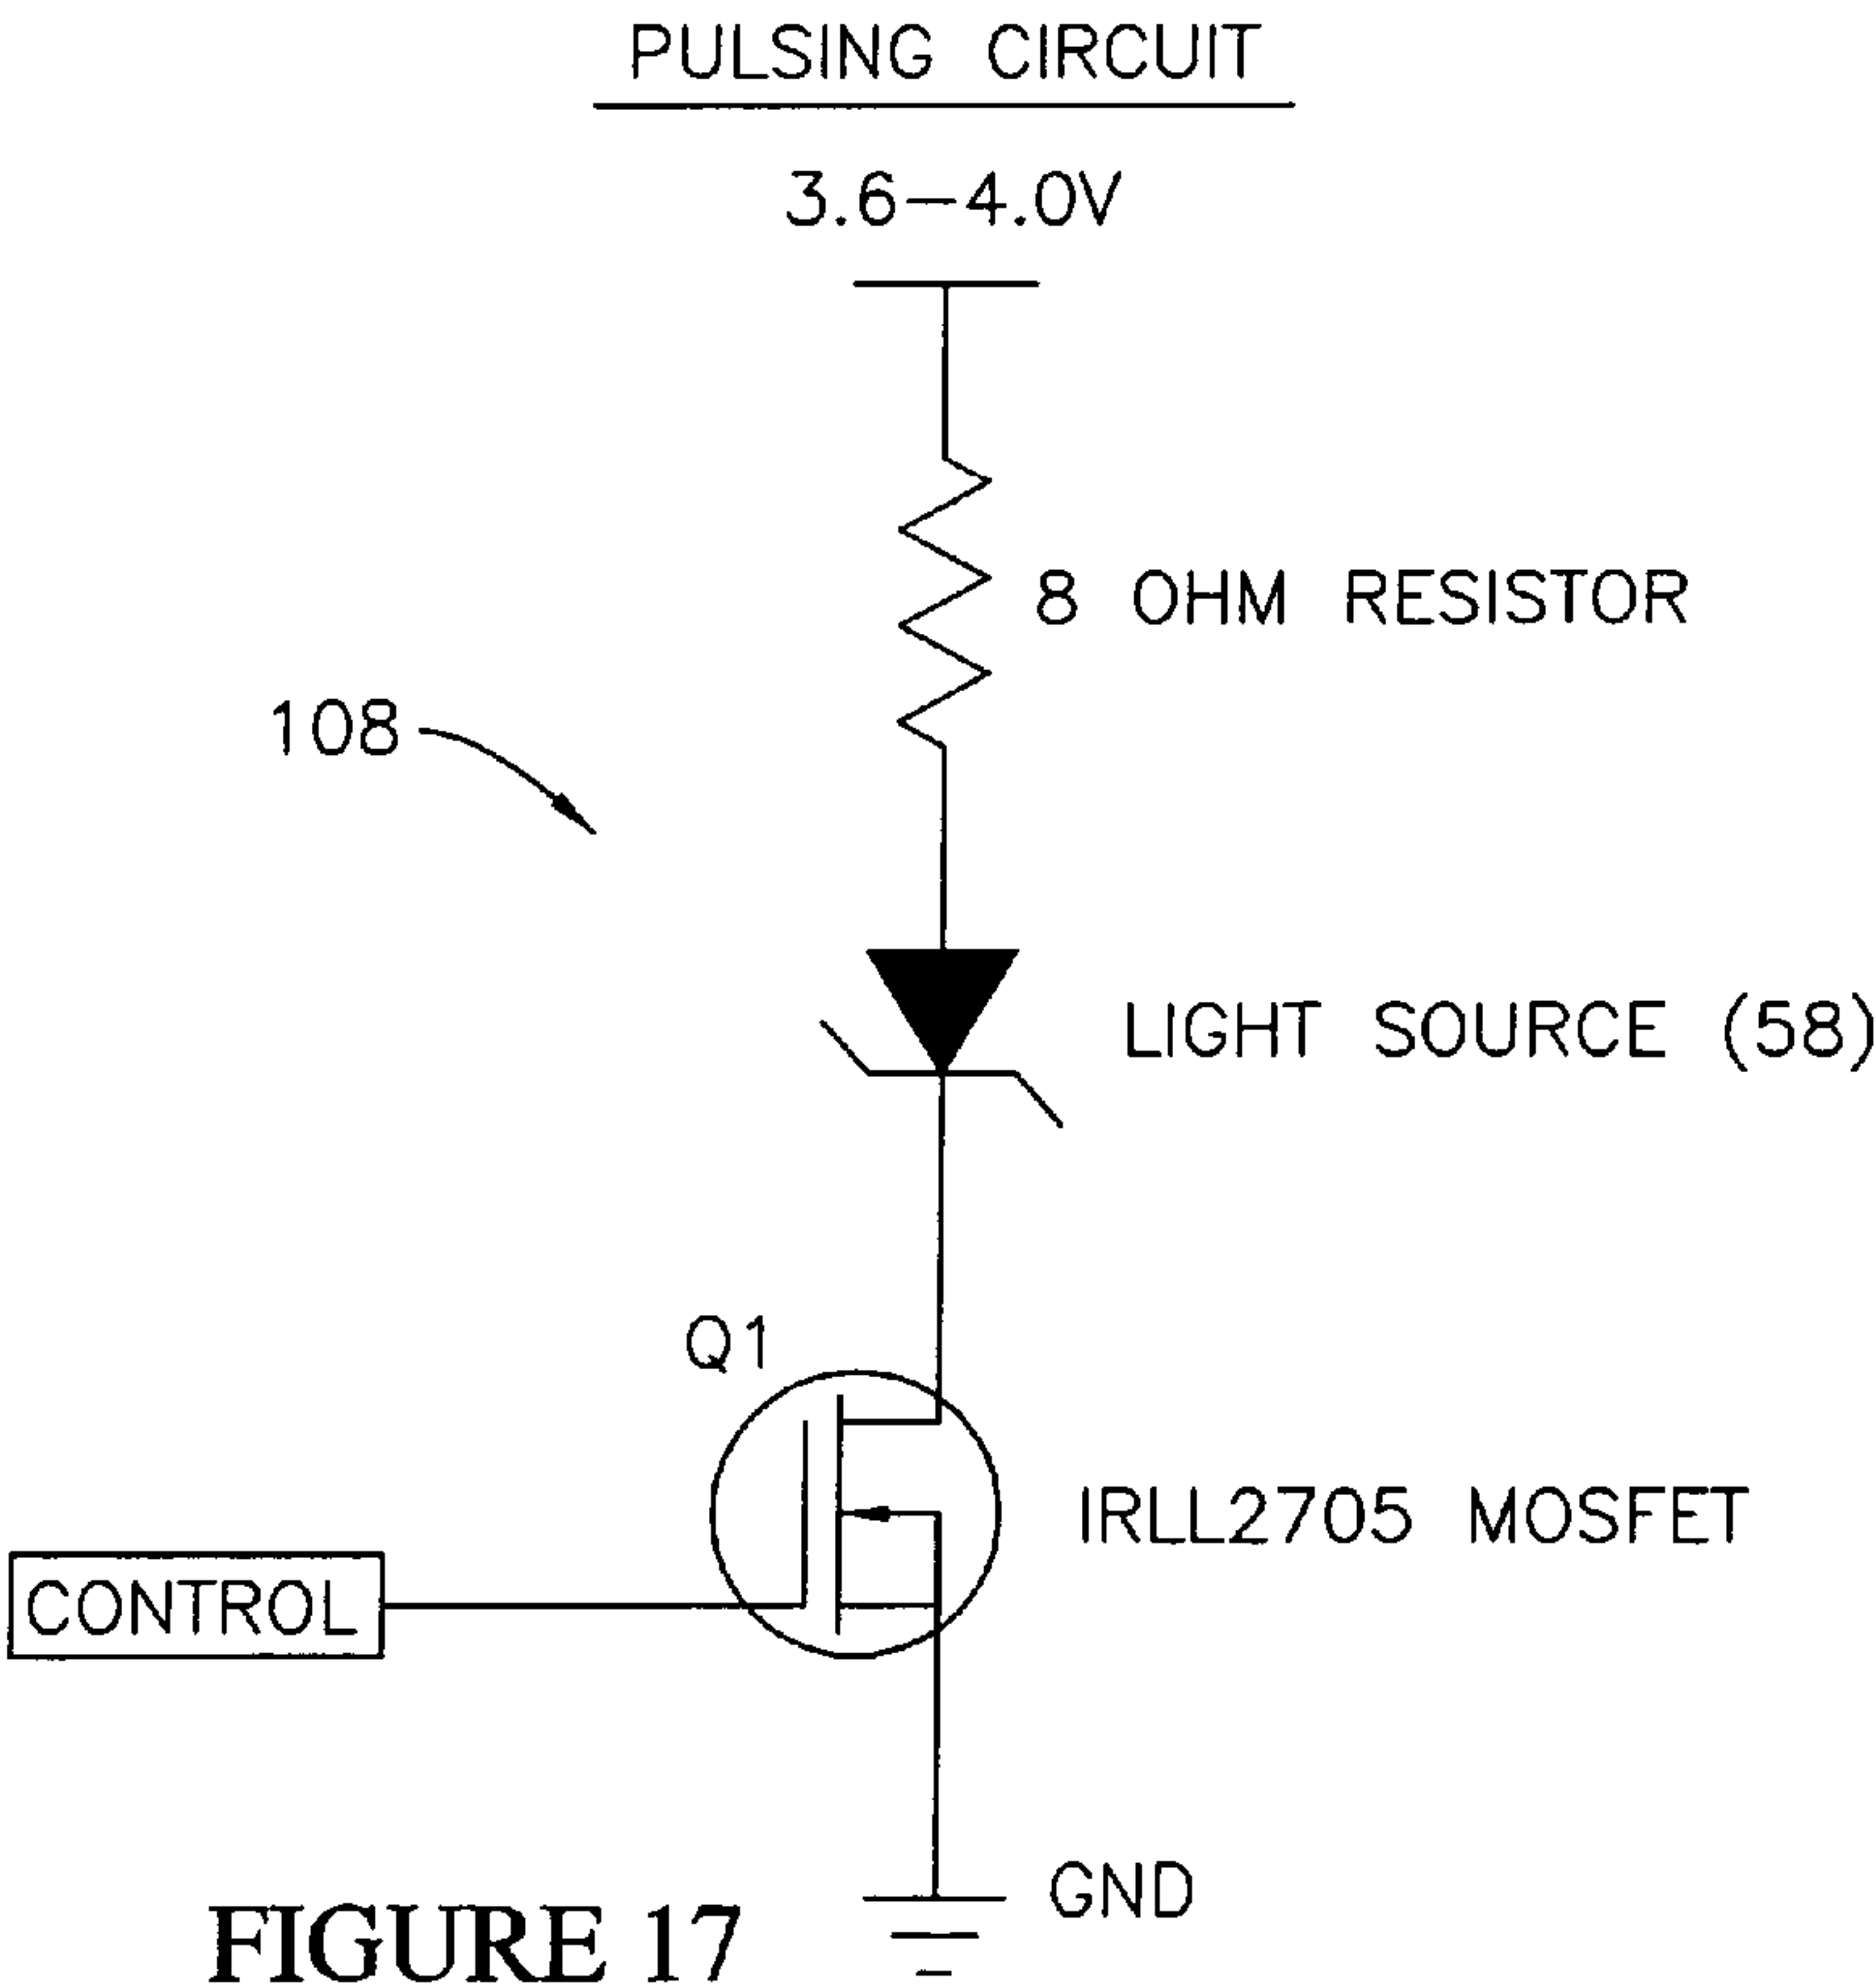 PULSING CIRCUIT
3.6-4.0V
8 OHM RESISTOR
108
LIGHT SOURCE (58)
Q1
IRLL2705 MOSFET
CONTROL
GND
FIGURE 17